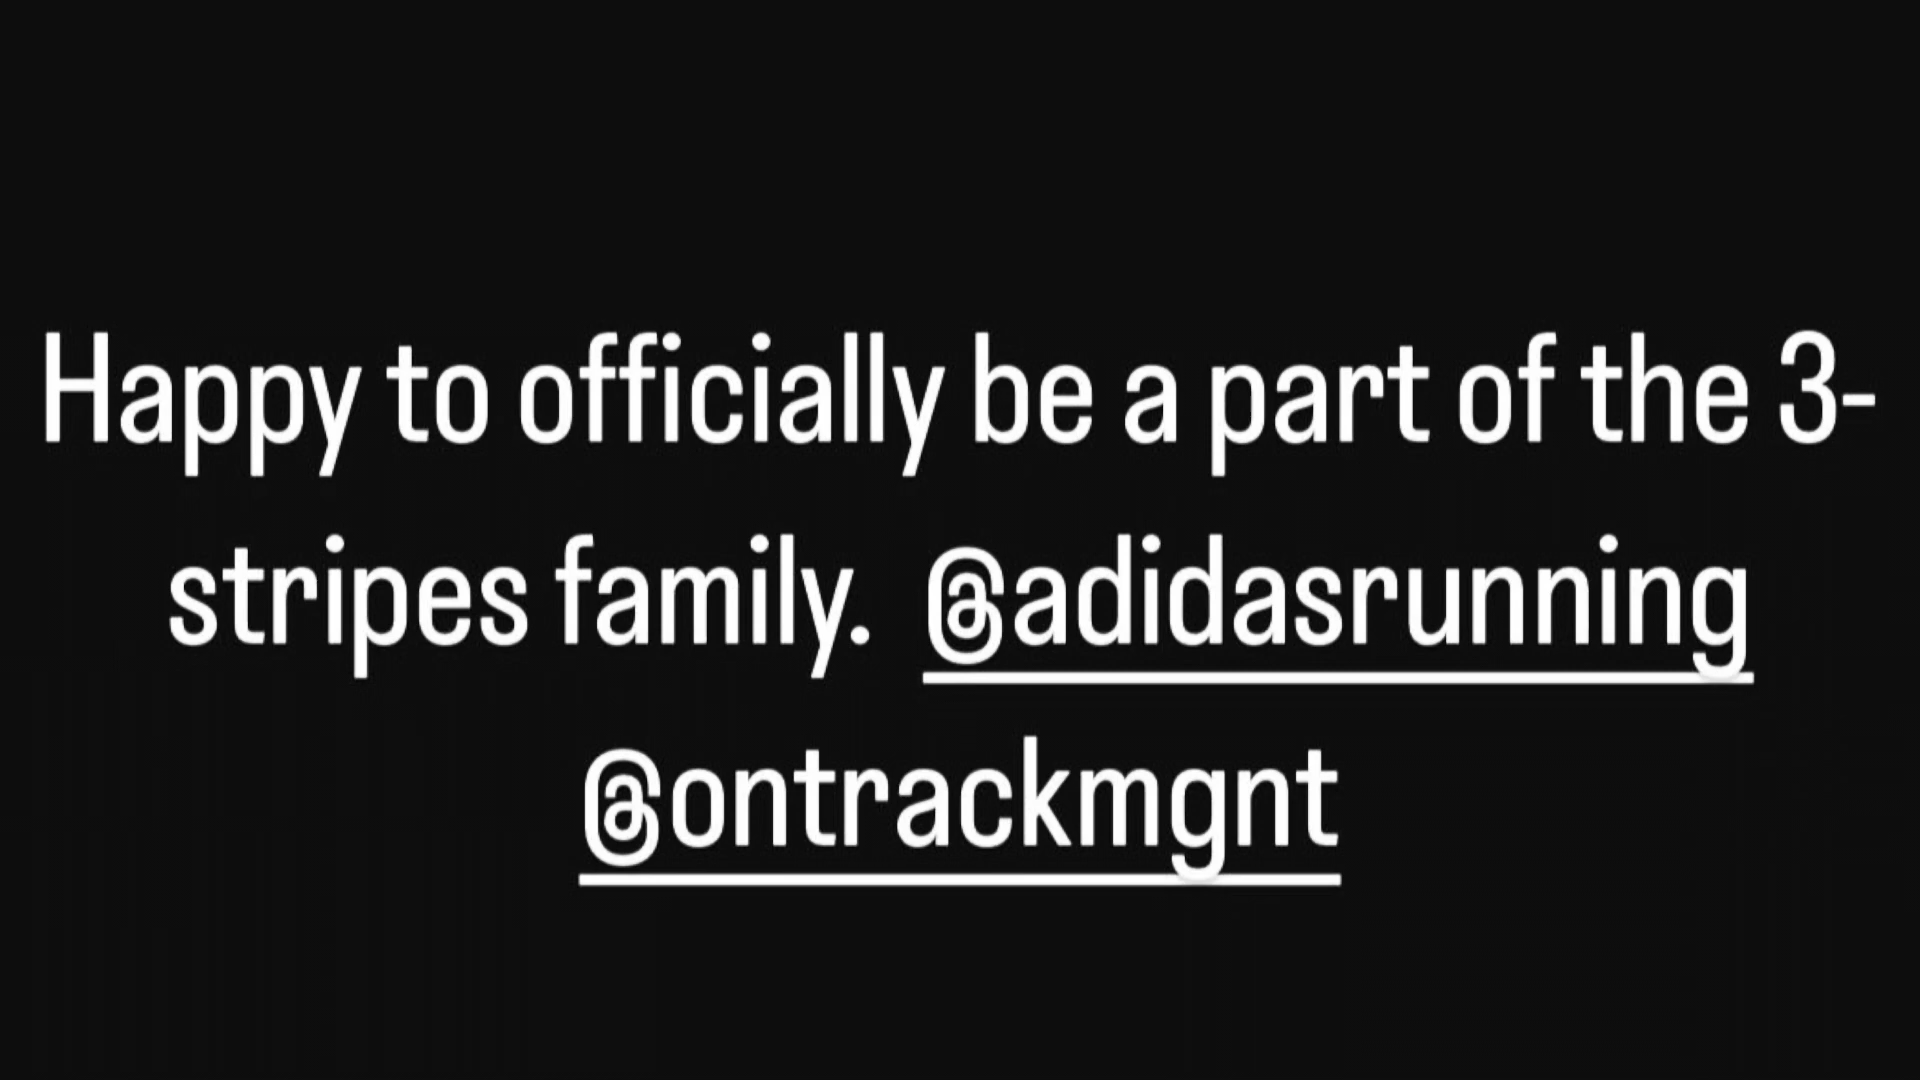 Happy to officially be a part of the 3-
stripes family.  @adidasrunning
@ontrackmgnt